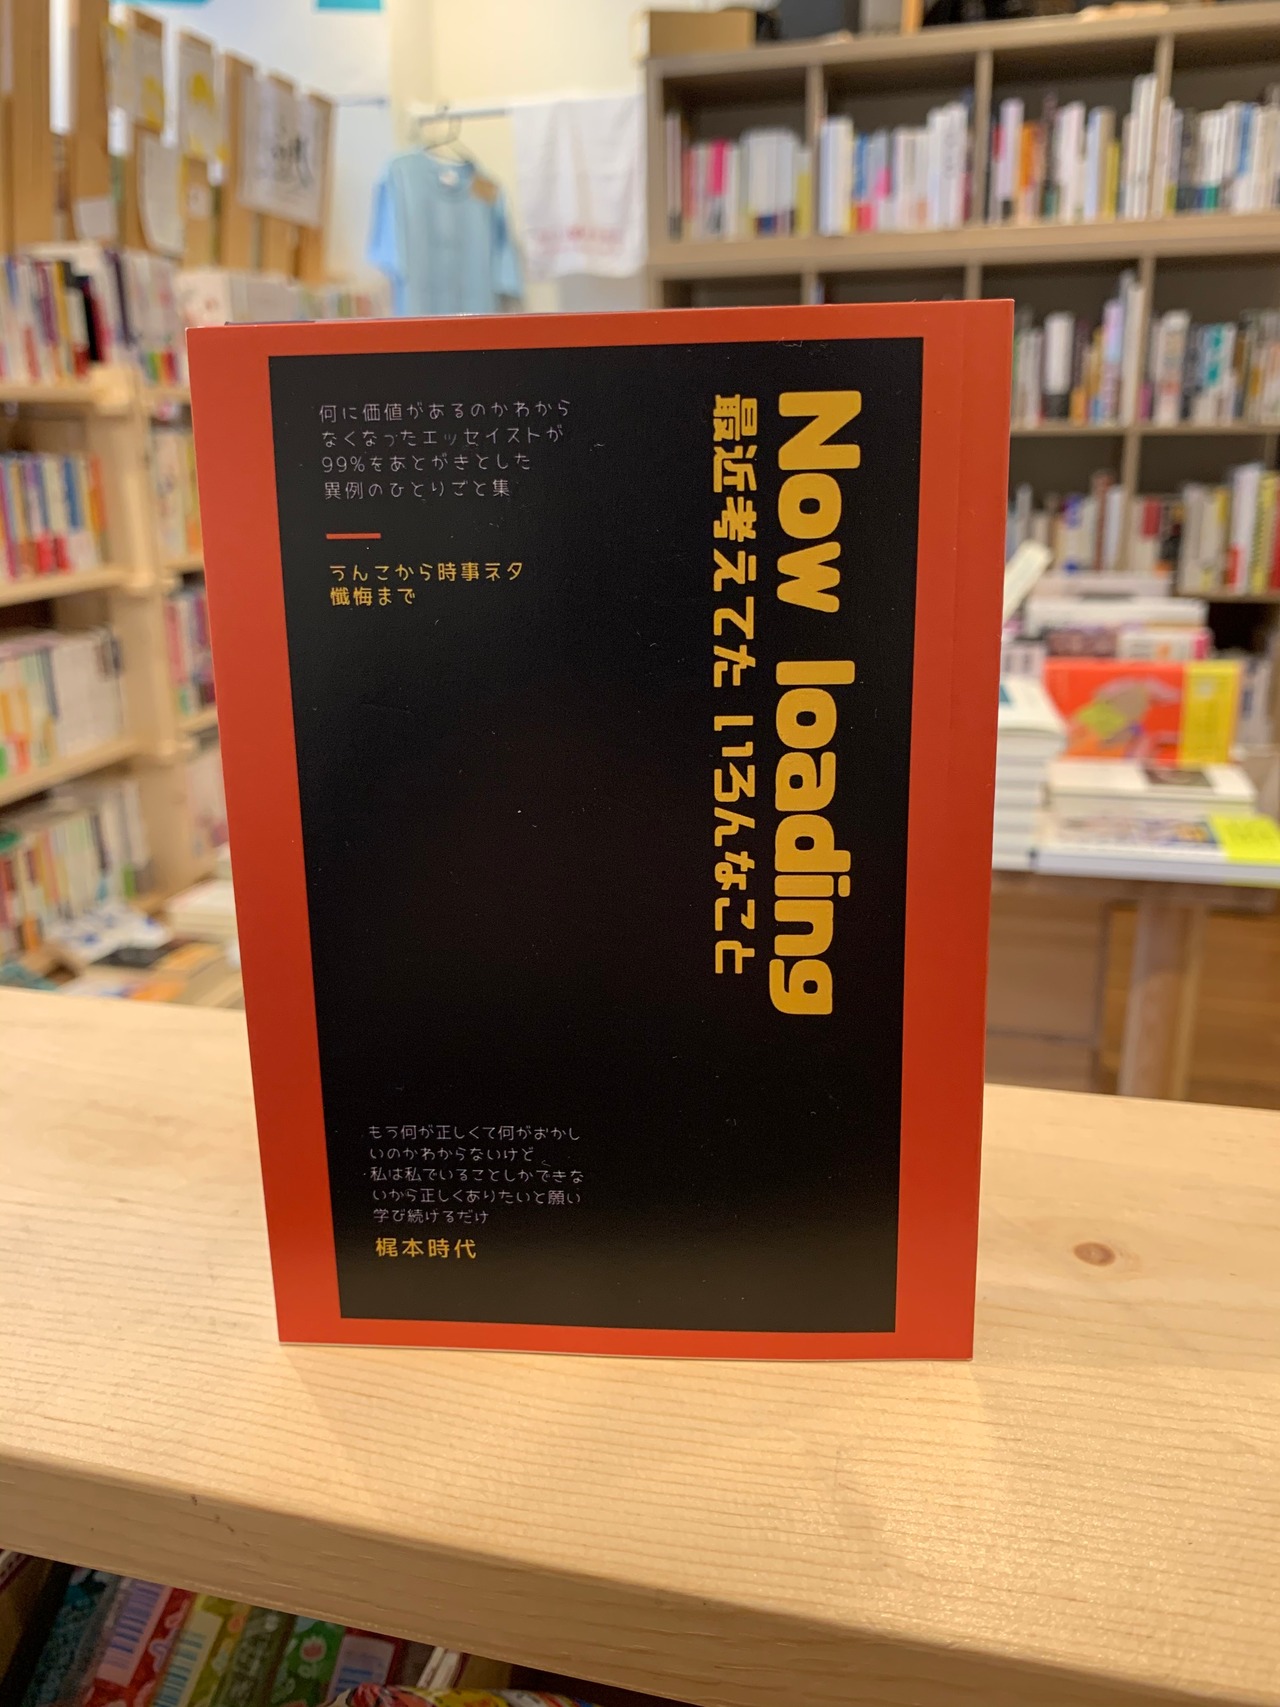 Now loading
最近考えてた いろんなこと
何に価値があるのかわから
なくなったエッセイストが
99%をあとがきとした
異例のひとりごと集
うんこから時事ネタ
懺悔まで
もう何が正しくて何がおかし
いのかわからないけど
私は私でいることしかできな
いから正しくありたいと願い
学び続けるだけ
梶本時代